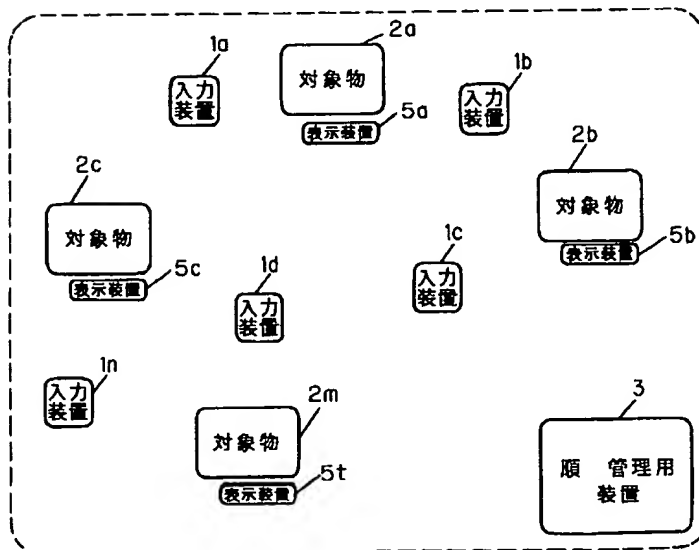 2a
1a
対象物
1b
入力
装置
入力
装置
5a
表示装置
2b
2c
対象物
対象物
1c
5b
表示装置
5c
表示装置
1d
入力
装置
入力
装置
1n
入力
装置
2m
3
対象物
順 管理用
装置
5t
表示装置